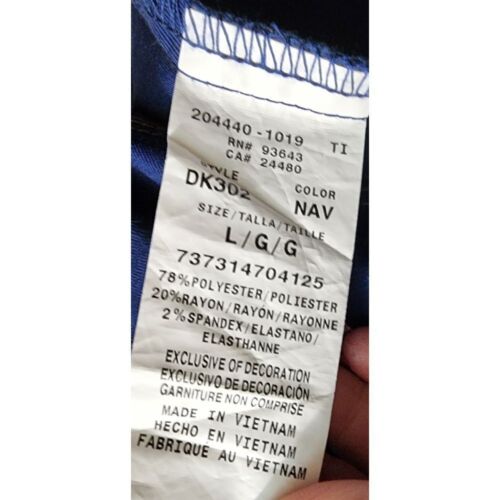 204440-1019 TI
RN# 93643
CA# 24480
STYLE COLOR
DK302 NAV
SIZE/TALLA/TAILLE
L/G/G
737314704125
78%POLYESTER/POLIESTER
20%RAYON/RAYÓN/RAYONNE
2%SPANDEX/ELASTANO/
ELASTHANNE
EXCLUSIVE OF DECORATION
EXCLUSIVO DE DECORACIÓN
GARNITURE NON COMPRISE
MADE IN VIETNAM
HECHO EN VIETNAM
FABRIQUE AU VIETNAM